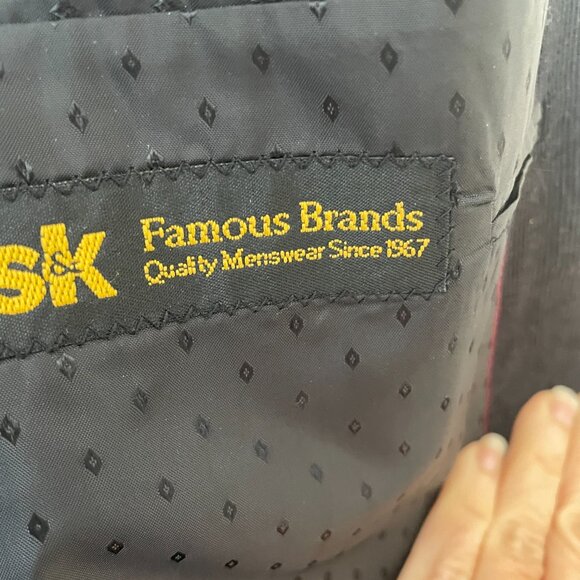 s&k
Famous Brands
Quality Menswear Since 1967